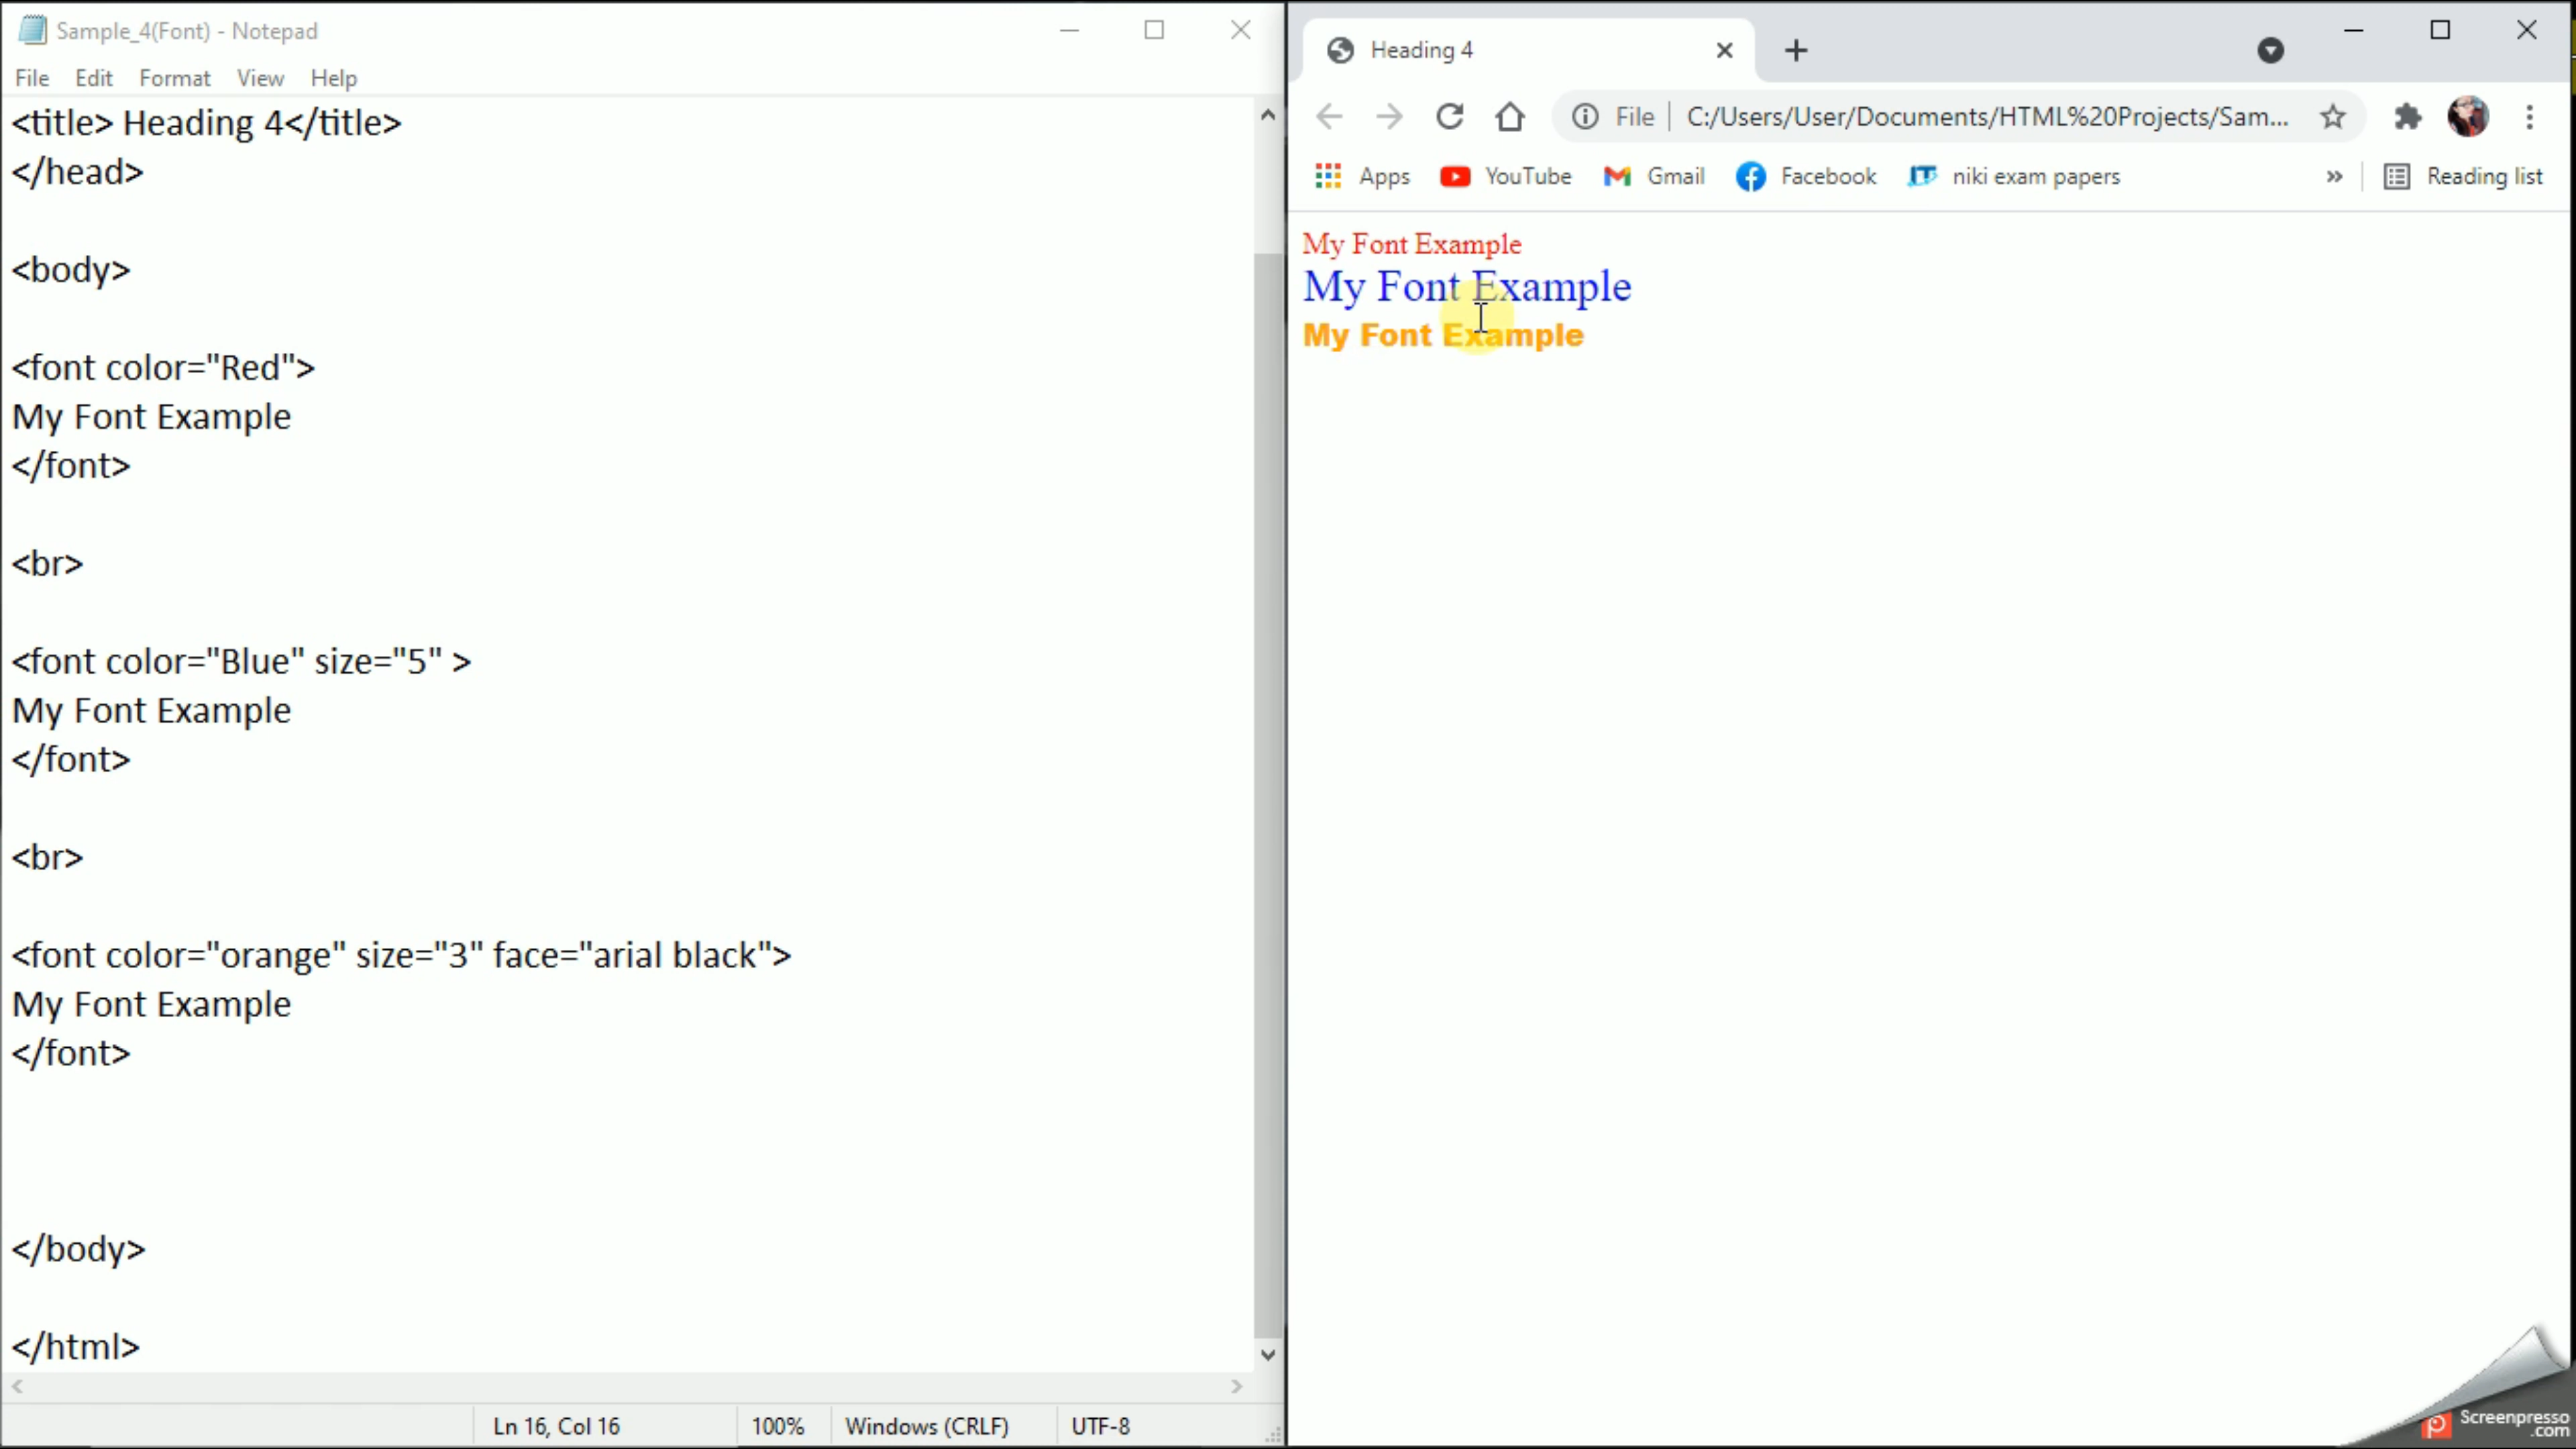 Sample_4(Font) - Notepad
File Edit Format View Help
<title> Heading 4</title>
</head>
<body>
<font color="Red">
My Font Example
</font>
<br>
<font color="Blue" size="5" >
My Font Example
</font>
<br>
<font color="orange" size="3" face="arial black">
My Font Example
</font>
</body>
</html>
Ln 16, Col 16 100% Windows (CRLF) UTF-8
Heading 4
File C:/Users/User/Documents/HTML%20Projects/Sam...
Apps YouTube Gmail Facebook niki exam papers » Reading list
My Font Example
My Font Example
My Font Example
Screenpresso
.com